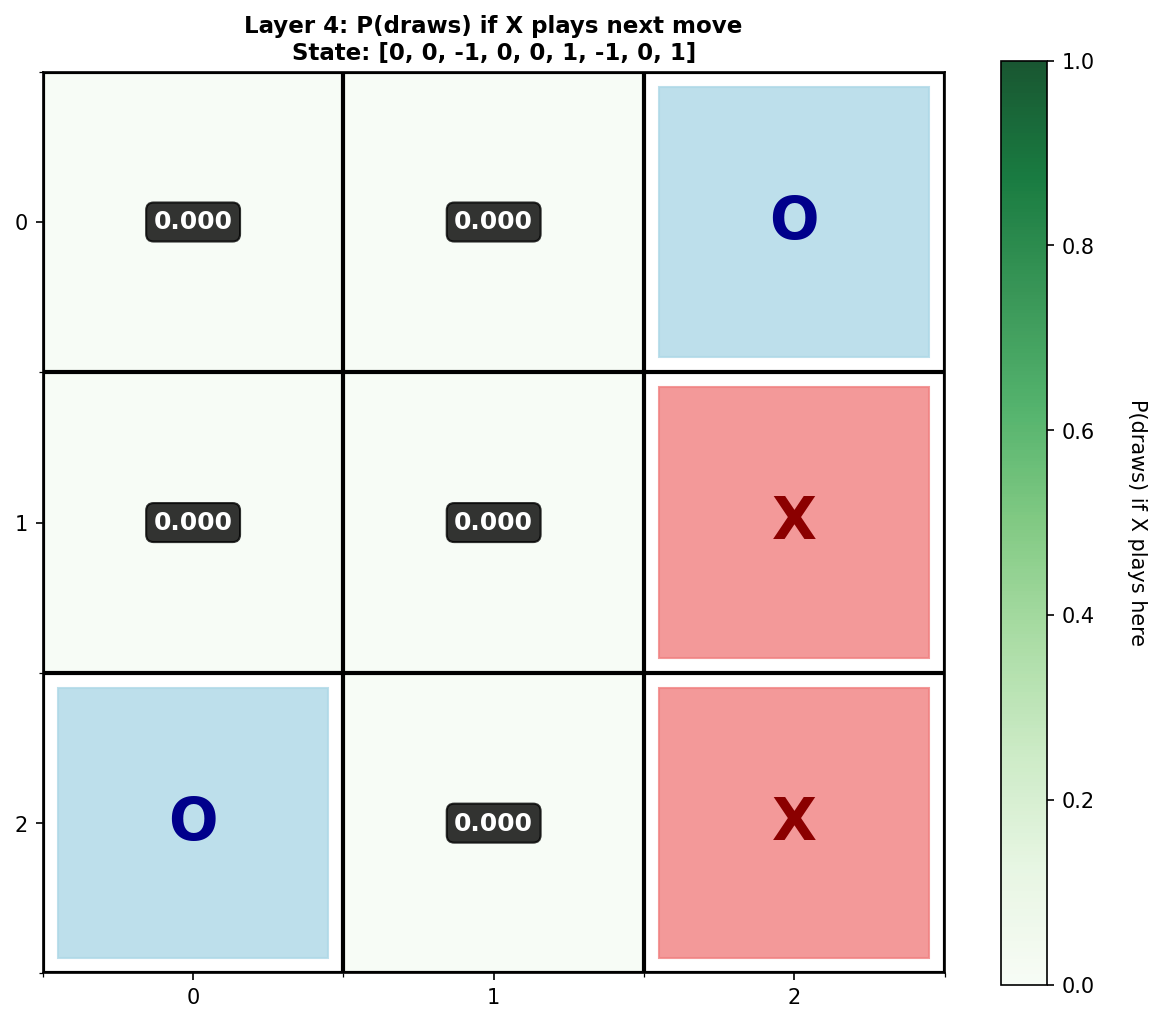 Layer 4: P(draws) if X plays next move
State: [0, 0, -1, 0, 0, 1, -1, 0, 1]
0 0.000 0.000 O
1 0.000 0.000 X
2 O 0.000 X
0 1 2
1.0
0.8
0.6
0.4
0.2
0.0
P(draws) if X plays here